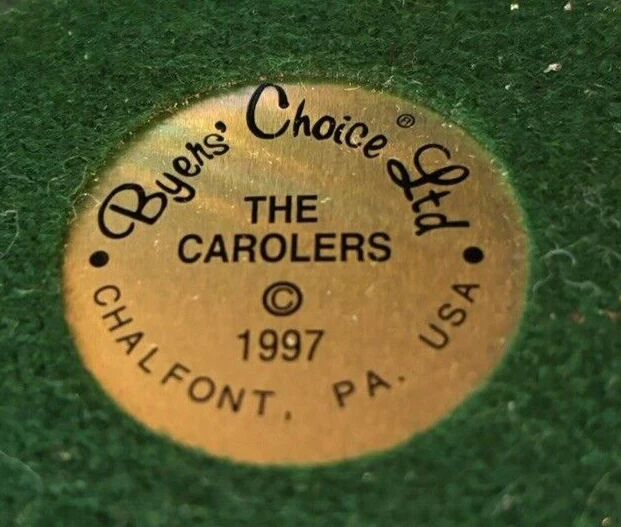 Byers' Choice® Ltd
THE
CAROLERS
©
1997
• CHALFONT, PA. USA •